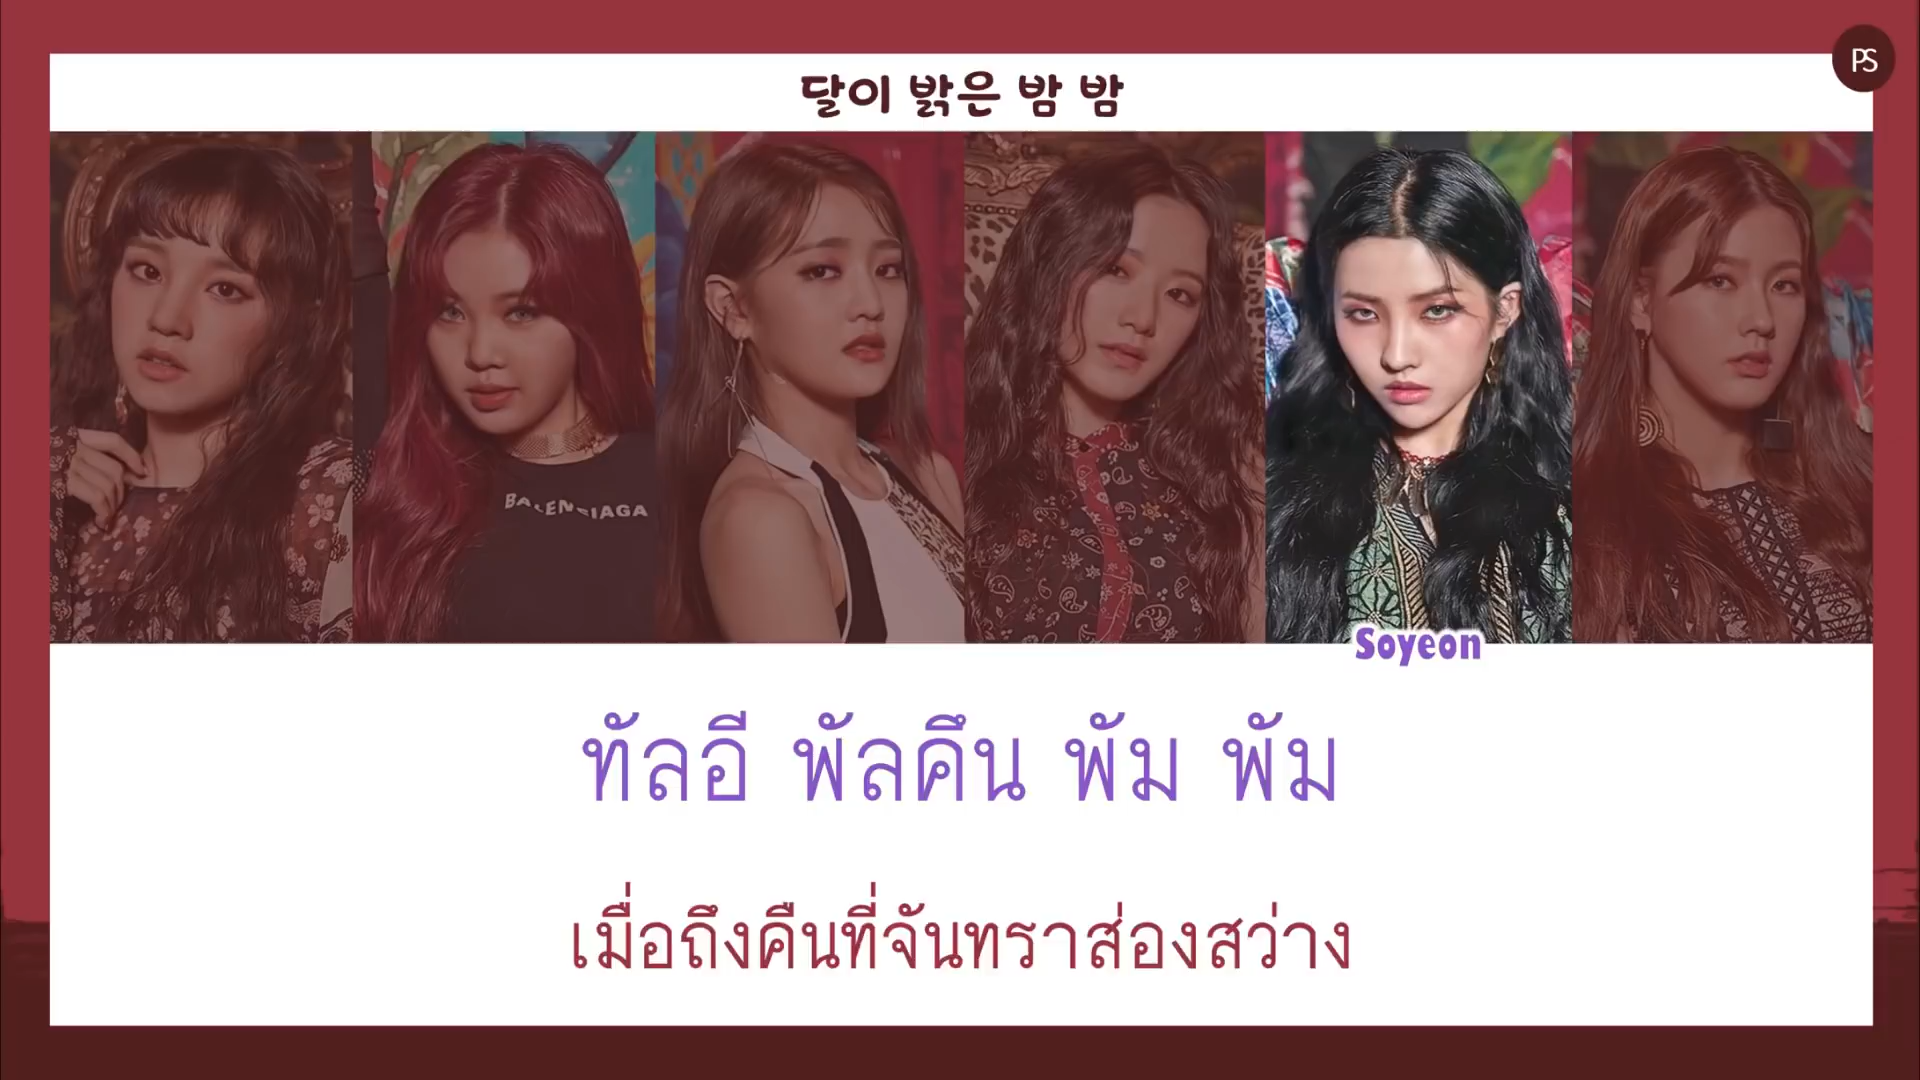 PS
달이 밝은 밤 밤
BALENCIAGA
Soyeon
ทัลอี พัลคึน พัม พัม
เมื่อถึงคืนที่จันทราส่องสว่าง